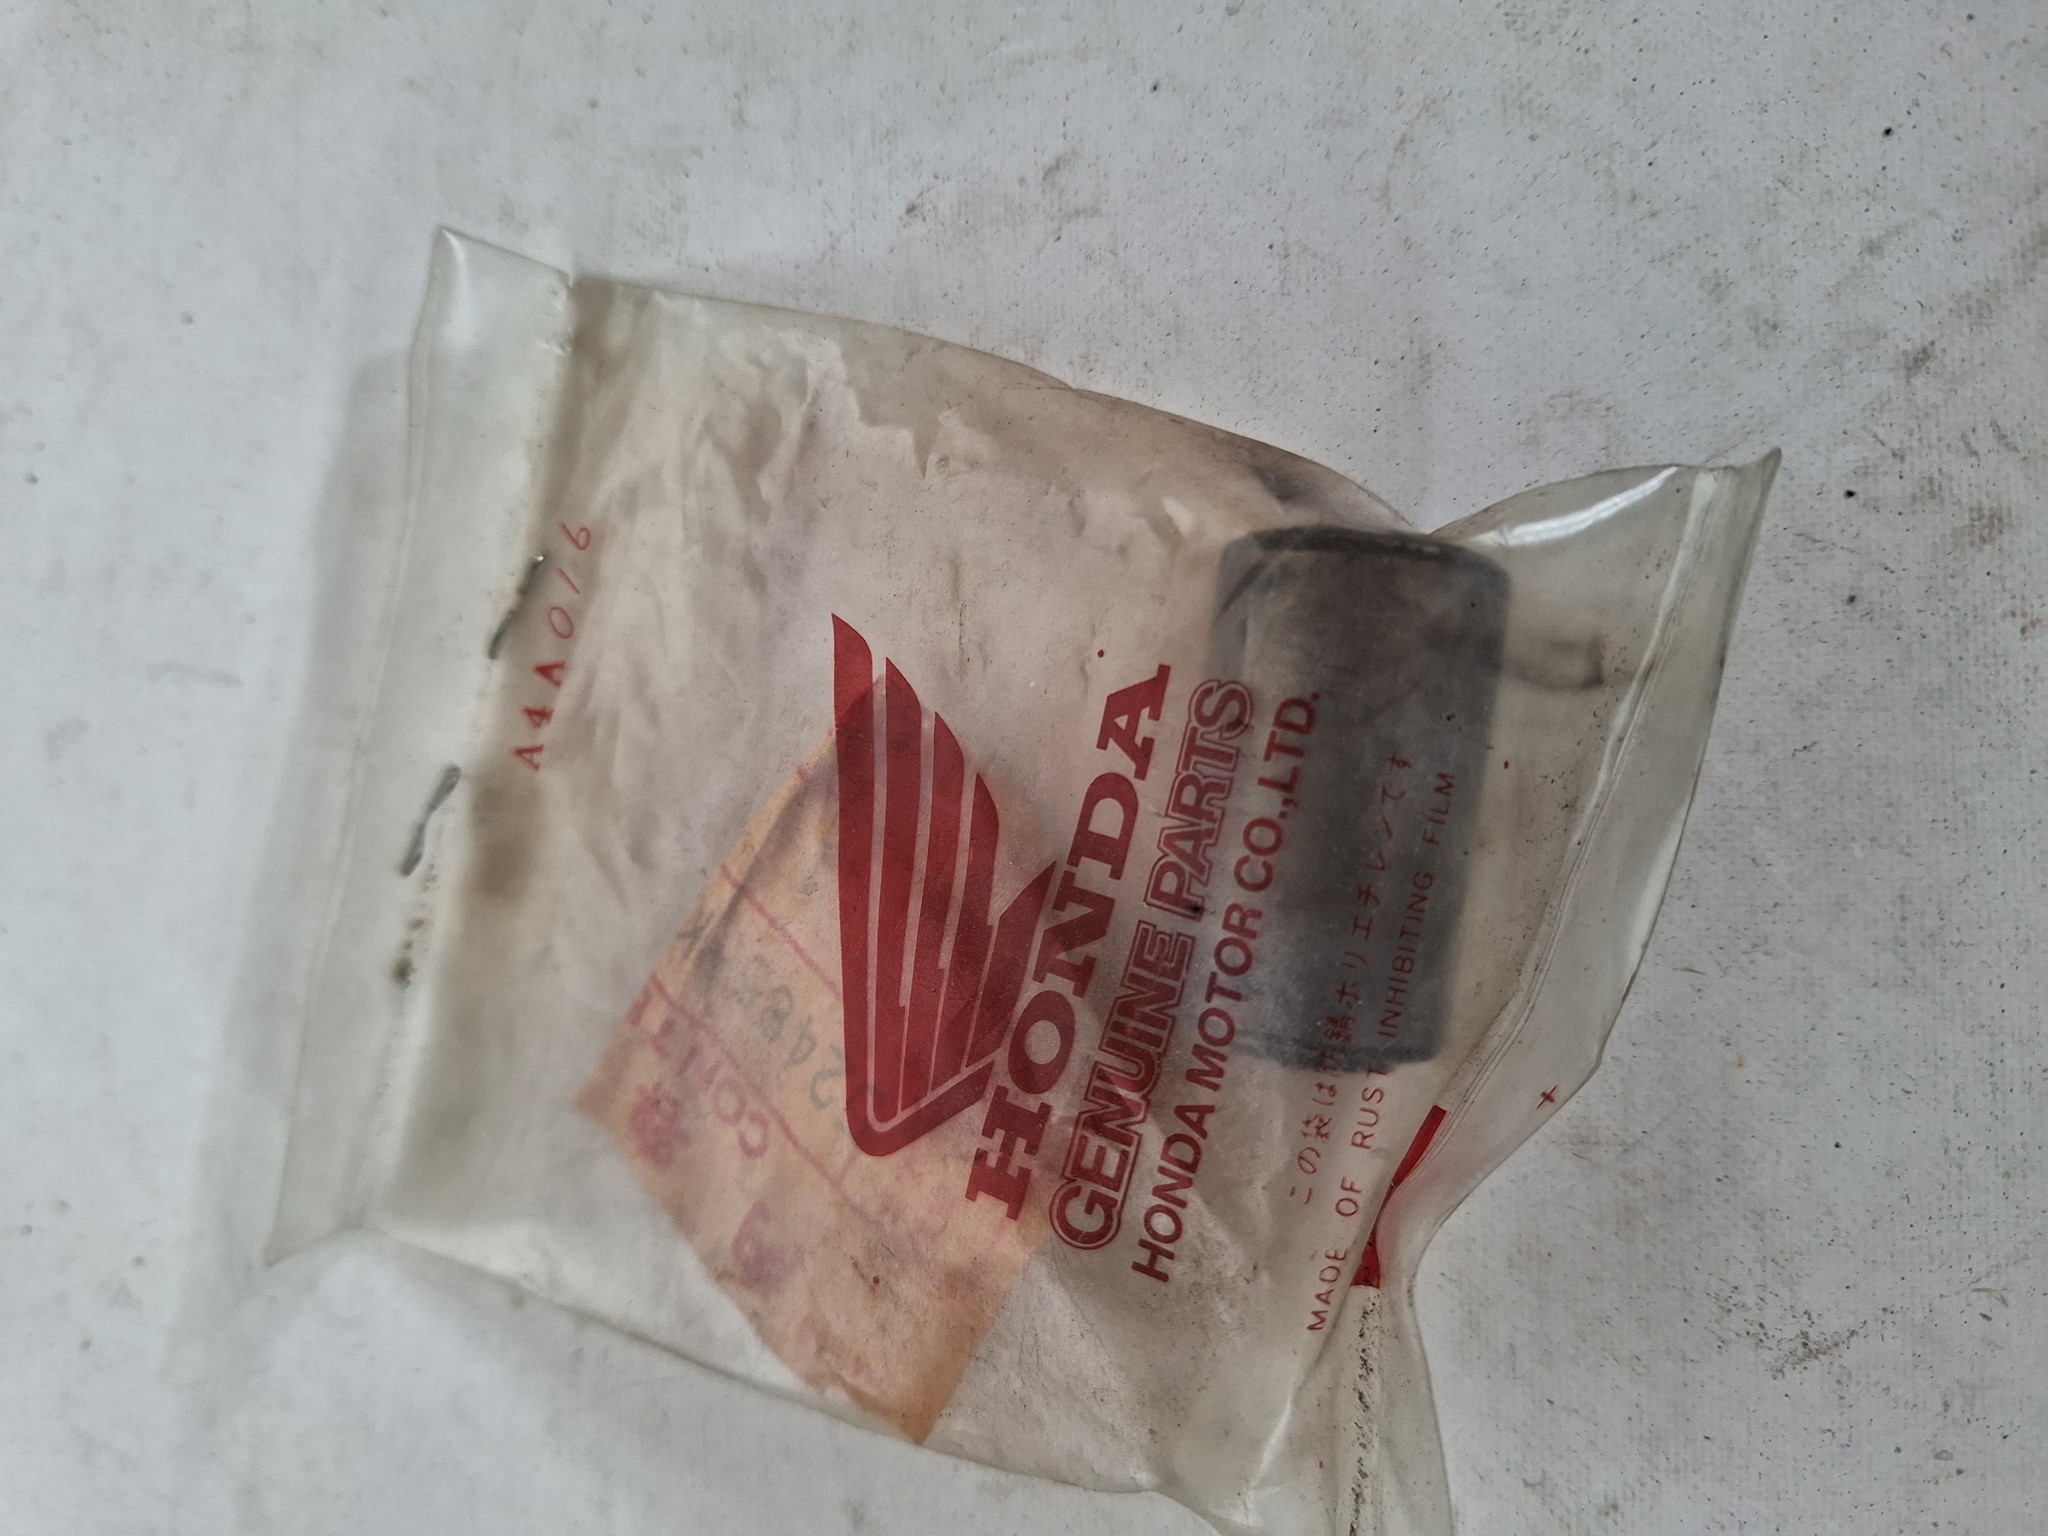 A4A016
HONDA
GENUINE PARTS
HONDA MOTOR CO.,LTD.
この袋は防錆ポリエチレンです
MADE OF RUST INHIBITING FILM